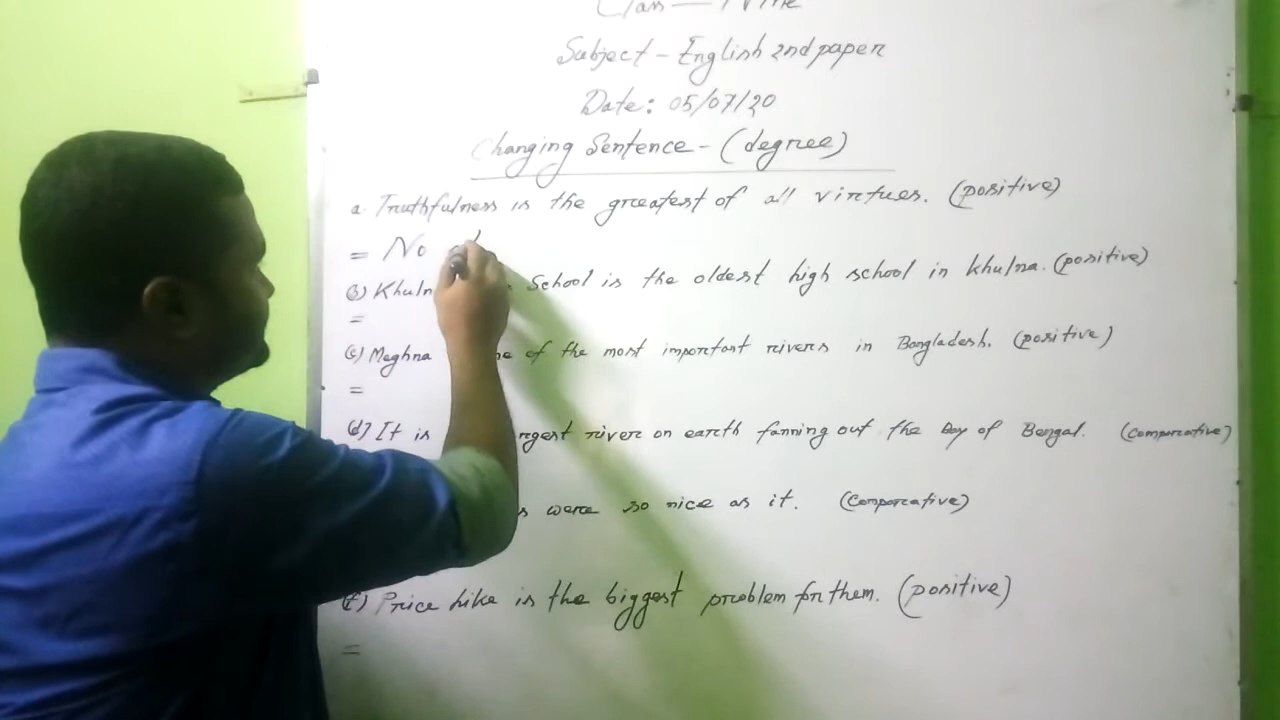 Class — Nine
Subject - English 2nd paper
Date: 05/07/20
Changing Sentence - (degree)
a. Truthfulness is the greatest of all virtues. (positive)
= No
(b) Khuln School is the oldest high school in khulna. (positive)
=
(c) Meghna of the most important rivers in Bangladesh. (positive)
=
(d) It is river on earth fanning out the Bay of Bengal. (comparative)
were so nice as it. (Comparative)
(f) Price hike is the biggest problem for them. (positive)
=